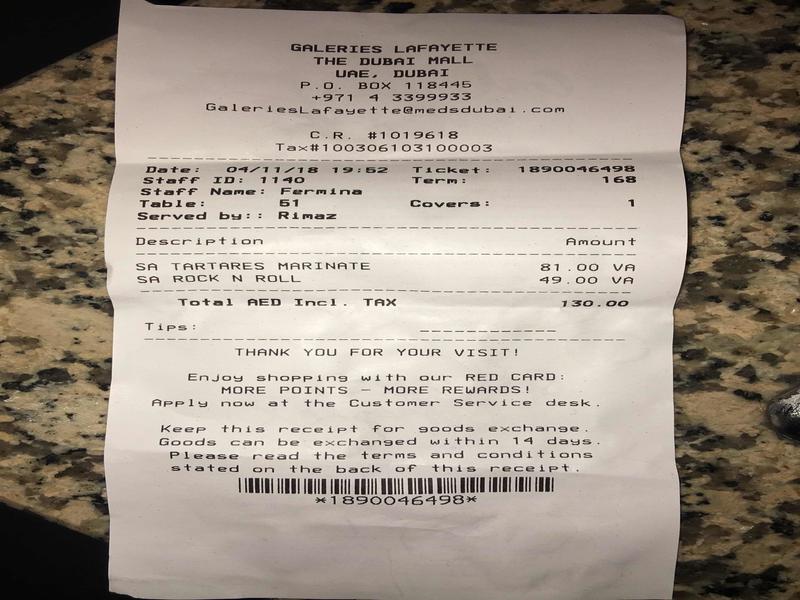 GALERIES LAFAYETTE
THE DUBAI MALL
UAE, DUBAI
P.O. BOX 118445
+971 4 3399933
GaleriesLafayette@medsdubai.com
C.R. #1019618
Tax#100306103100003
Date: 04/11/18 19:52 Ticket: 1890046498
Staff ID: 1140 Term: 168
Staff Name: Fermina
Table: 51 Covers: 1
Served by:: Rimaz
Description Amount
SA TARTARES MARINATE 81.00 VA
SA ROCK N ROLL 49.00 VA
Total AED Incl. TAX 130.00
Tips: ____________
THANK YOU FOR YOUR VISIT!
Enjoy shopping with our RED CARD:
MORE POINTS - MORE REWARDS!
Apply now at the Customer Service desk.
Keep this receipt for goods exchange.
Goods can be exchanged within 14 days.
Please read the terms and conditions
stated on the back of this receipt.
*1890046498*